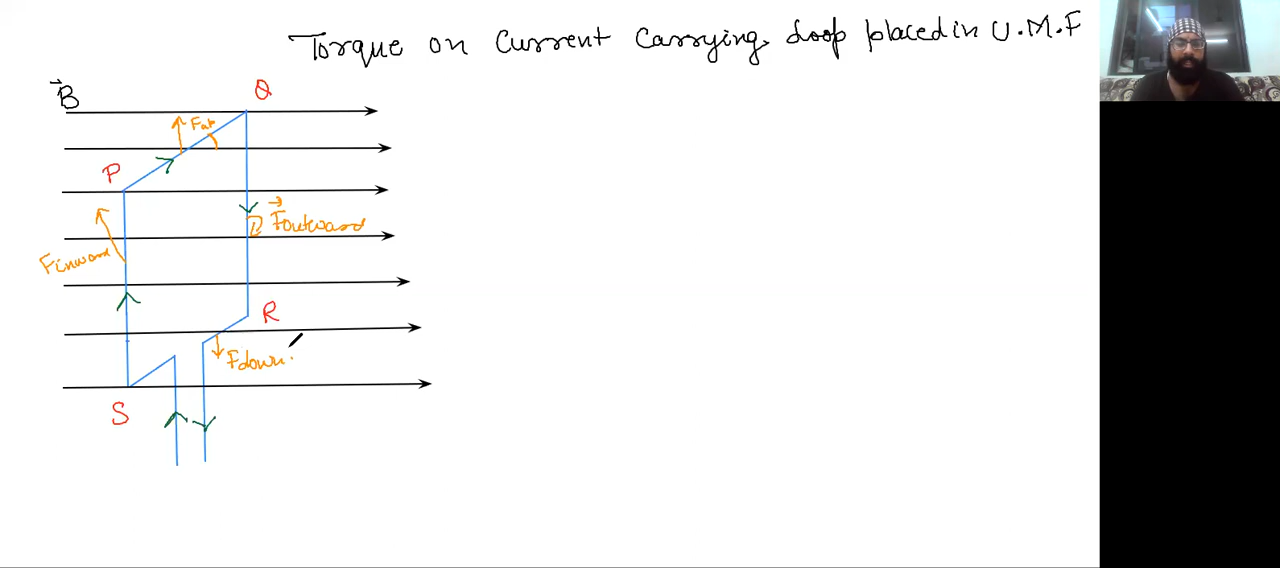 Torque on Current Carrying loop placed in U.M.F
B
Q
Fup
P
Foutward
Finward
R
Fdown.
S